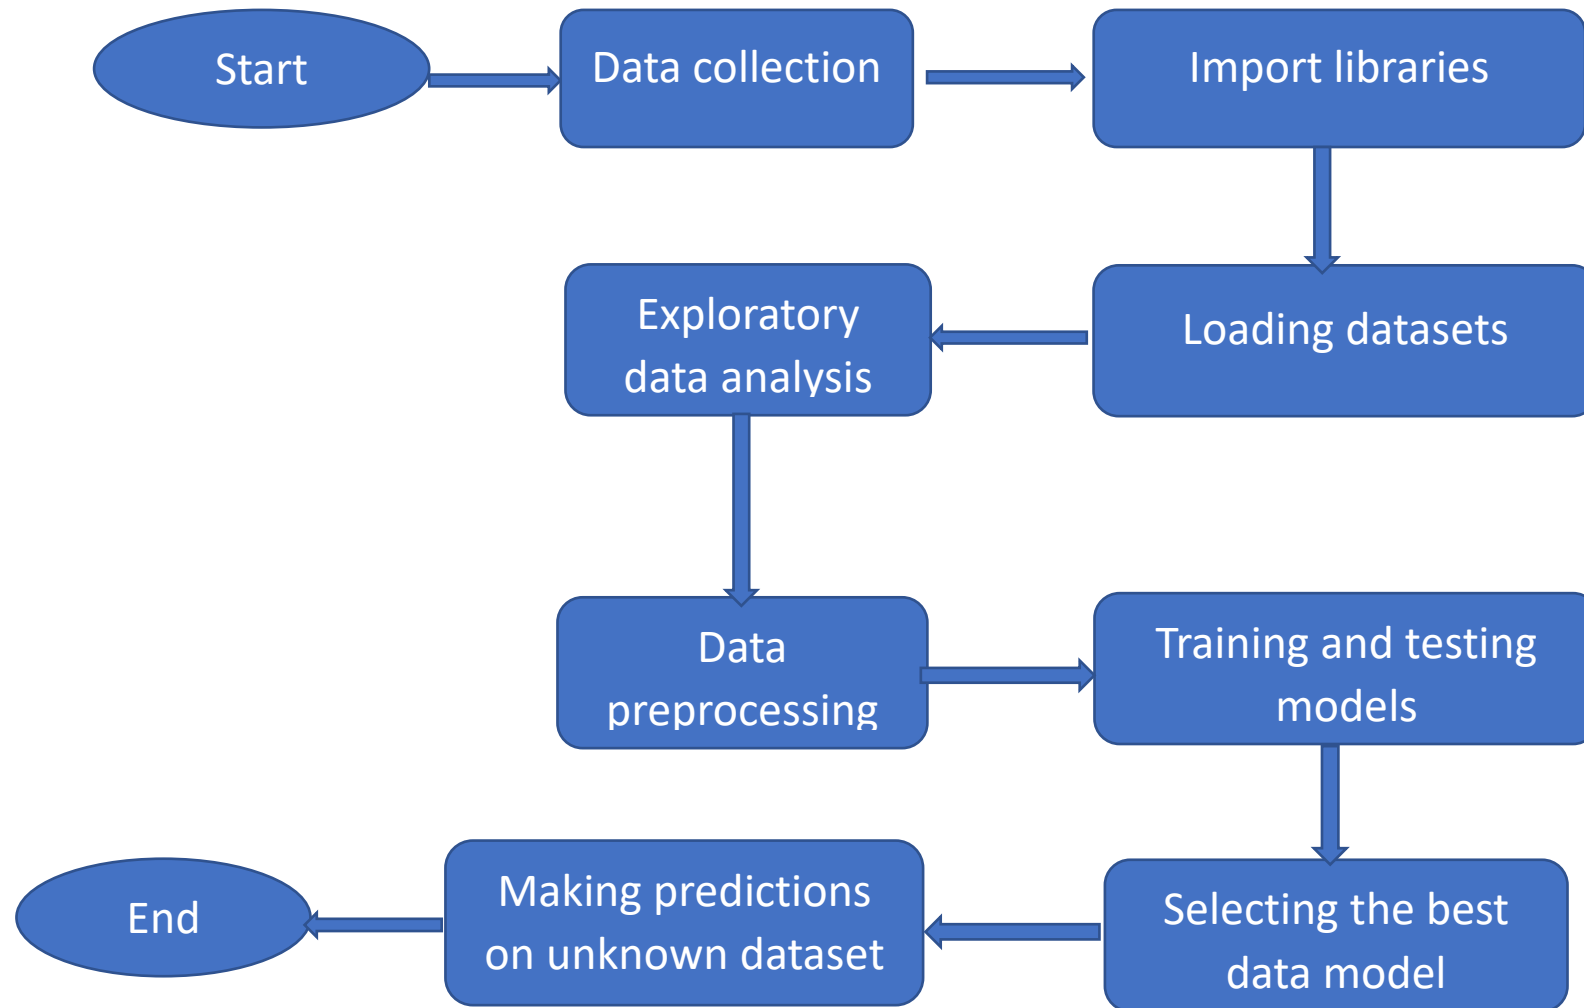 Start
Data collection
Import libraries
Loading datasets
Exploratory
data analysis
Data
preprocessing
Training and testing
models
Selecting the best
data model
Making predictions
on unknown dataset
End